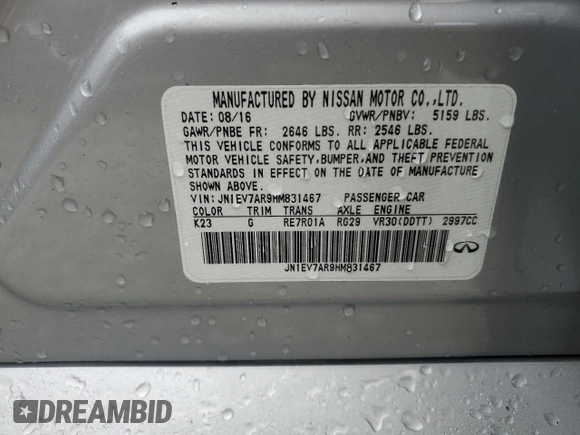 MANUFACTURED BY NISSAN MOTOR CO.,LTD.
DATE: 08/16 GVWR/PNBV: 5159 LBS.
GAWR/PNBE FR: 2646 LBS. RR: 2546 LBS.
THIS VEHICLE CONFORMS TO ALL APPLICABLE FEDERAL
MOTOR VEHICLE SAFETY,BUMPER,AND THEFT PREVENTION
STANDARDS IN EFFECT ON THE DATE OF MANUFACTURE
SHOWN ABOVE.
VIN:JN1EV7AR9HM831467 PASSENGER CAR
COLOR TRIM TRANS AXLE ENGINE
K23 G RE7R01A RG29 VR30(DDTT) 2997CC
JN1EV7AR9HM831467
DREAMBID